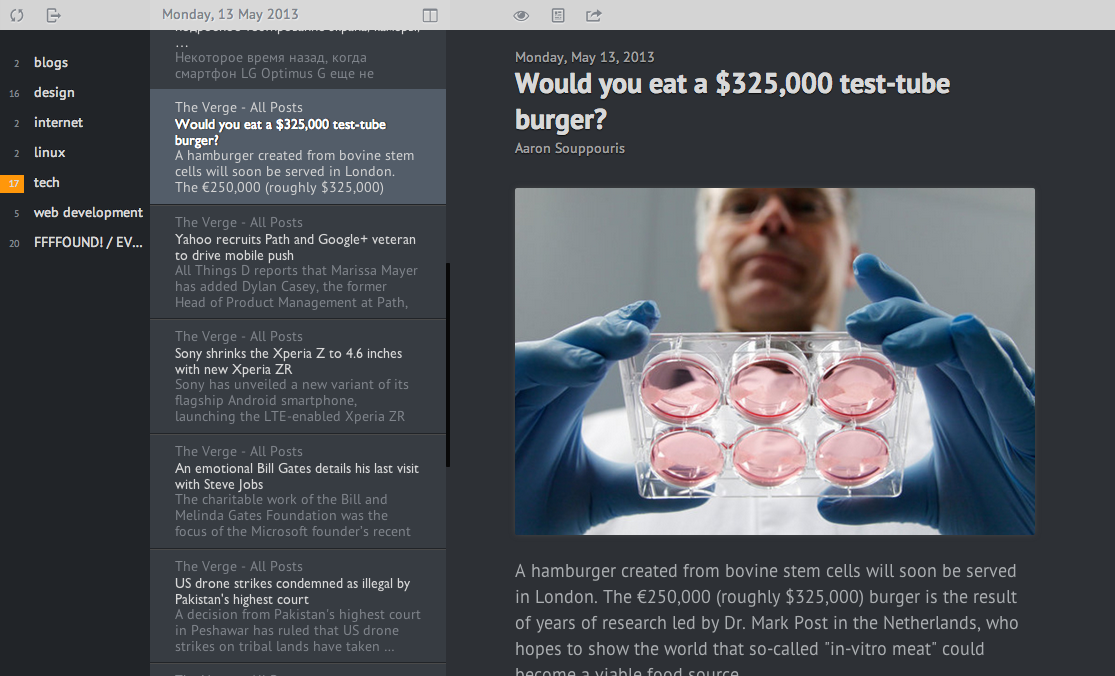 Monday, 13 May 2013
2 blogs
16 design
2 internet
2 linux
17 tech
5 web development
20 FFFFOUND! / EV...
...
Некоторое время назад, когда
смартфон LG Optimus G еще не
The Verge - All Posts
Would you eat a $325,000 test-tube
burger?
A hamburger created from bovine stem
cells will soon be served in London.
The €250,000 (roughly $325,000)
The Verge - All Posts
Yahoo recruits Path and Google+ veteran
to drive mobile push
All Things D reports that Marissa Mayer
has added Dylan Casey, the former
Head of Product Management at Path,
The Verge - All Posts
Sony shrinks the Xperia Z to 4.6 inches
with new Xperia ZR
Sony has unveiled a new variant of its
flagship Android smartphone,
launching the LTE-enabled Xperia ZR
The Verge - All Posts
An emotional Bill Gates details his last visit
with Steve Jobs
The charitable work of the Bill and
Melinda Gates Foundation was the
focus of the Microsoft founder's recent
The Verge - All Posts
US drone strikes condemned as illegal by
Pakistan's highest court
A decision from Pakistan's highest court
in Peshawar has ruled that US drone
strikes on tribal lands have taken ...
Monday, May 13, 2013
Would you eat a $325,000 test-tube
burger?
Aaron Souppouris
A hamburger created from bovine stem cells will soon be served
in London. The €250,000 (roughly $325,000) burger is the result
of years of research led by Dr. Mark Post in the Netherlands, who
hopes to show the world that so-called "in-vitro meat" could
become a viable food source